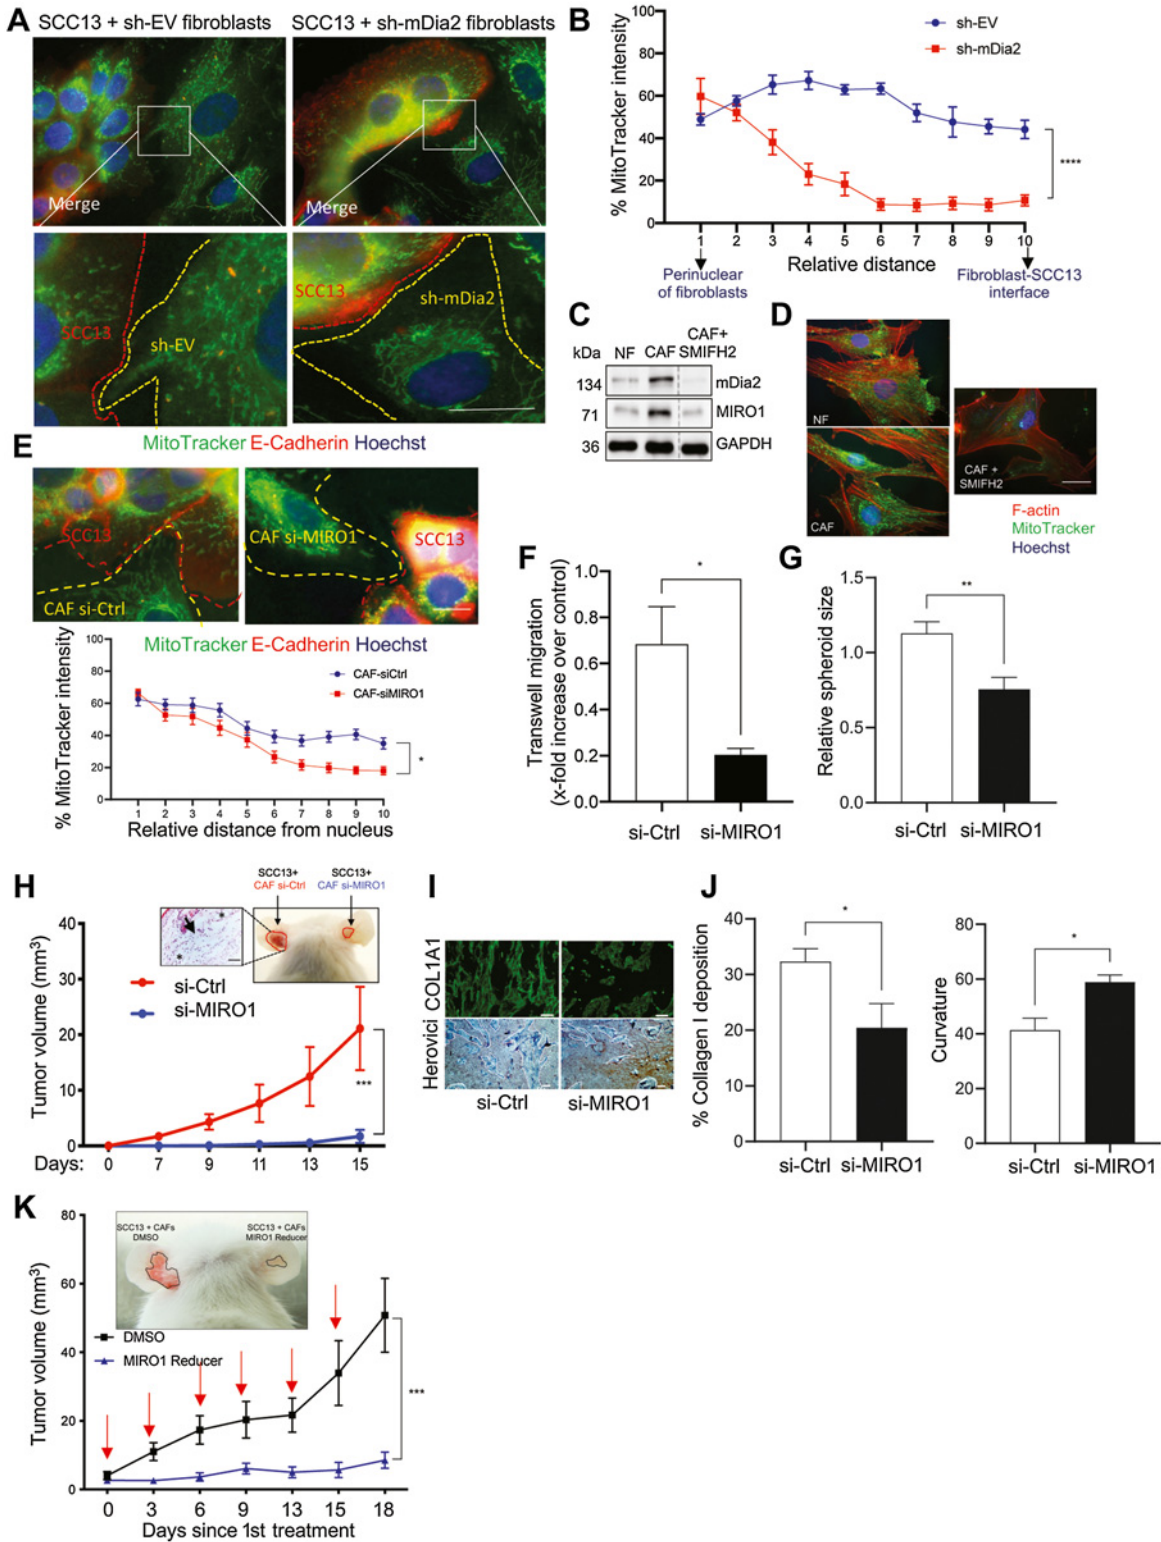 A
SCC13 + sh-EV fibroblasts
SCC13 + sh-mDia2 fibroblasts
Merge
Merge
SCC13
sh-EV
SCC13
sh-mDia2
MitoTracker E-Cadherin Hoechst
B
% MitoTracker intensity
100
80
60
40
20
0
sh-EV
sh-mDia2
****
1 2 3 4 5 6 7 8 9 10
Relative distance
Perinuclear
of fibroblasts
Fibroblast-SCC13
interface
C
kDa
NF
CAF
CAF+
SMIFH2
134
mDia2
71
MIRO1
36
GAPDH
D
NF
CAF
CAF +
SMIFH2
F-actin
MitoTracker
Hoechst
E
SCC13
CAF si-Ctrl
CAF si-MIRO1
SCC13
MitoTracker E-Cadherin Hoechst
% MitoTracker intensity
100
80
60
40
20
0
CAF-siCtrl
CAF-siMIRO1
*
1 2 3 4 5 6 7 8 9 10
Relative distance from nucleus
F
Transwell migration
(x-fold increase over control)
1.0
0.8
0.6
0.4
0.2
0.0
*
si-Ctrl
si-MIRO1
G
Relative spheroid size
1.5
1.0
0.5
0.0
**
si-Ctrl
si-MIRO1
H
SCC13+
CAF si-Ctrl
SCC13+
CAF si-MIRO1
*
*
Tumor volume (mm3)
40
30
20
10
0
si-Ctrl
si-MIRO1
***
Days:
0 7 9 11 13 15
I
Herovici COL1A1
si-Ctrl
si-MIRO1
J
% Collagen I deposition
40
30
20
10
0
*
si-Ctrl
si-MIRO1
Curvature
80
60
40
20
0
*
si-Ctrl
si-MIRO1
K
SCC13 + CAFs
DMSO
SCC13 + CAFs
MIRO1 Reducer
Tumor volume (mm3)
80
60
40
20
0
DMSO
MIRO1 Reducer
***
0 3 6 9 13 15 18
Days since 1st treatment